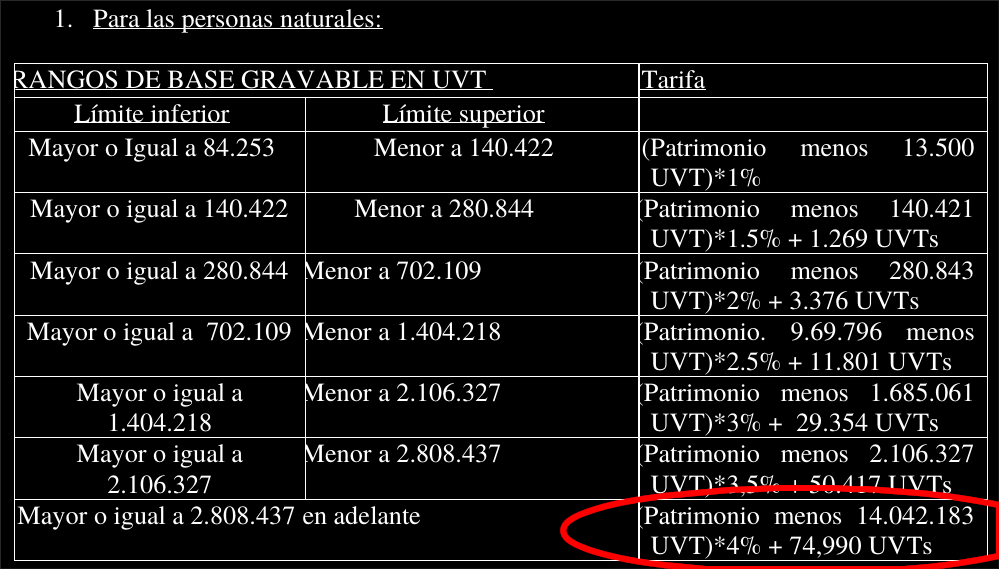 1. Para las personas naturales:
RANGOS DE BASE GRAVABLE EN UVT Tarifa
Límite inferior Límite superior
Mayor o Igual a 84.253 Menor a 140.422 (Patrimonio menos 13.500
UVT)*1%
Mayor o igual a 140.422 Menor a 280.844 (Patrimonio menos 140.421
UVT)*1.5% + 1.269 UVTs
Mayor o igual a 280.844 Menor a 702.109 (Patrimonio menos 280.843
UVT)*2% + 3.376 UVTs
Mayor o igual a 702.109 Menor a 1.404.218 (Patrimonio. 9.69.796 menos
UVT)*2.5% + 11.801 UVTs
Mayor o igual a Menor a 2.106.327 (Patrimonio menos 1.685.061
1.404.218 UVT)*3% + 29.354 UVTs
Mayor o igual a Menor a 2.808.437 (Patrimonio menos 2.106.327
2.106.327 UVT)*3,5% + 50.417 UVTs
Mayor o igual a 2.808.437 en adelante (Patrimonio menos 14.042.183
UVT)*4% + 74,990 UVTs